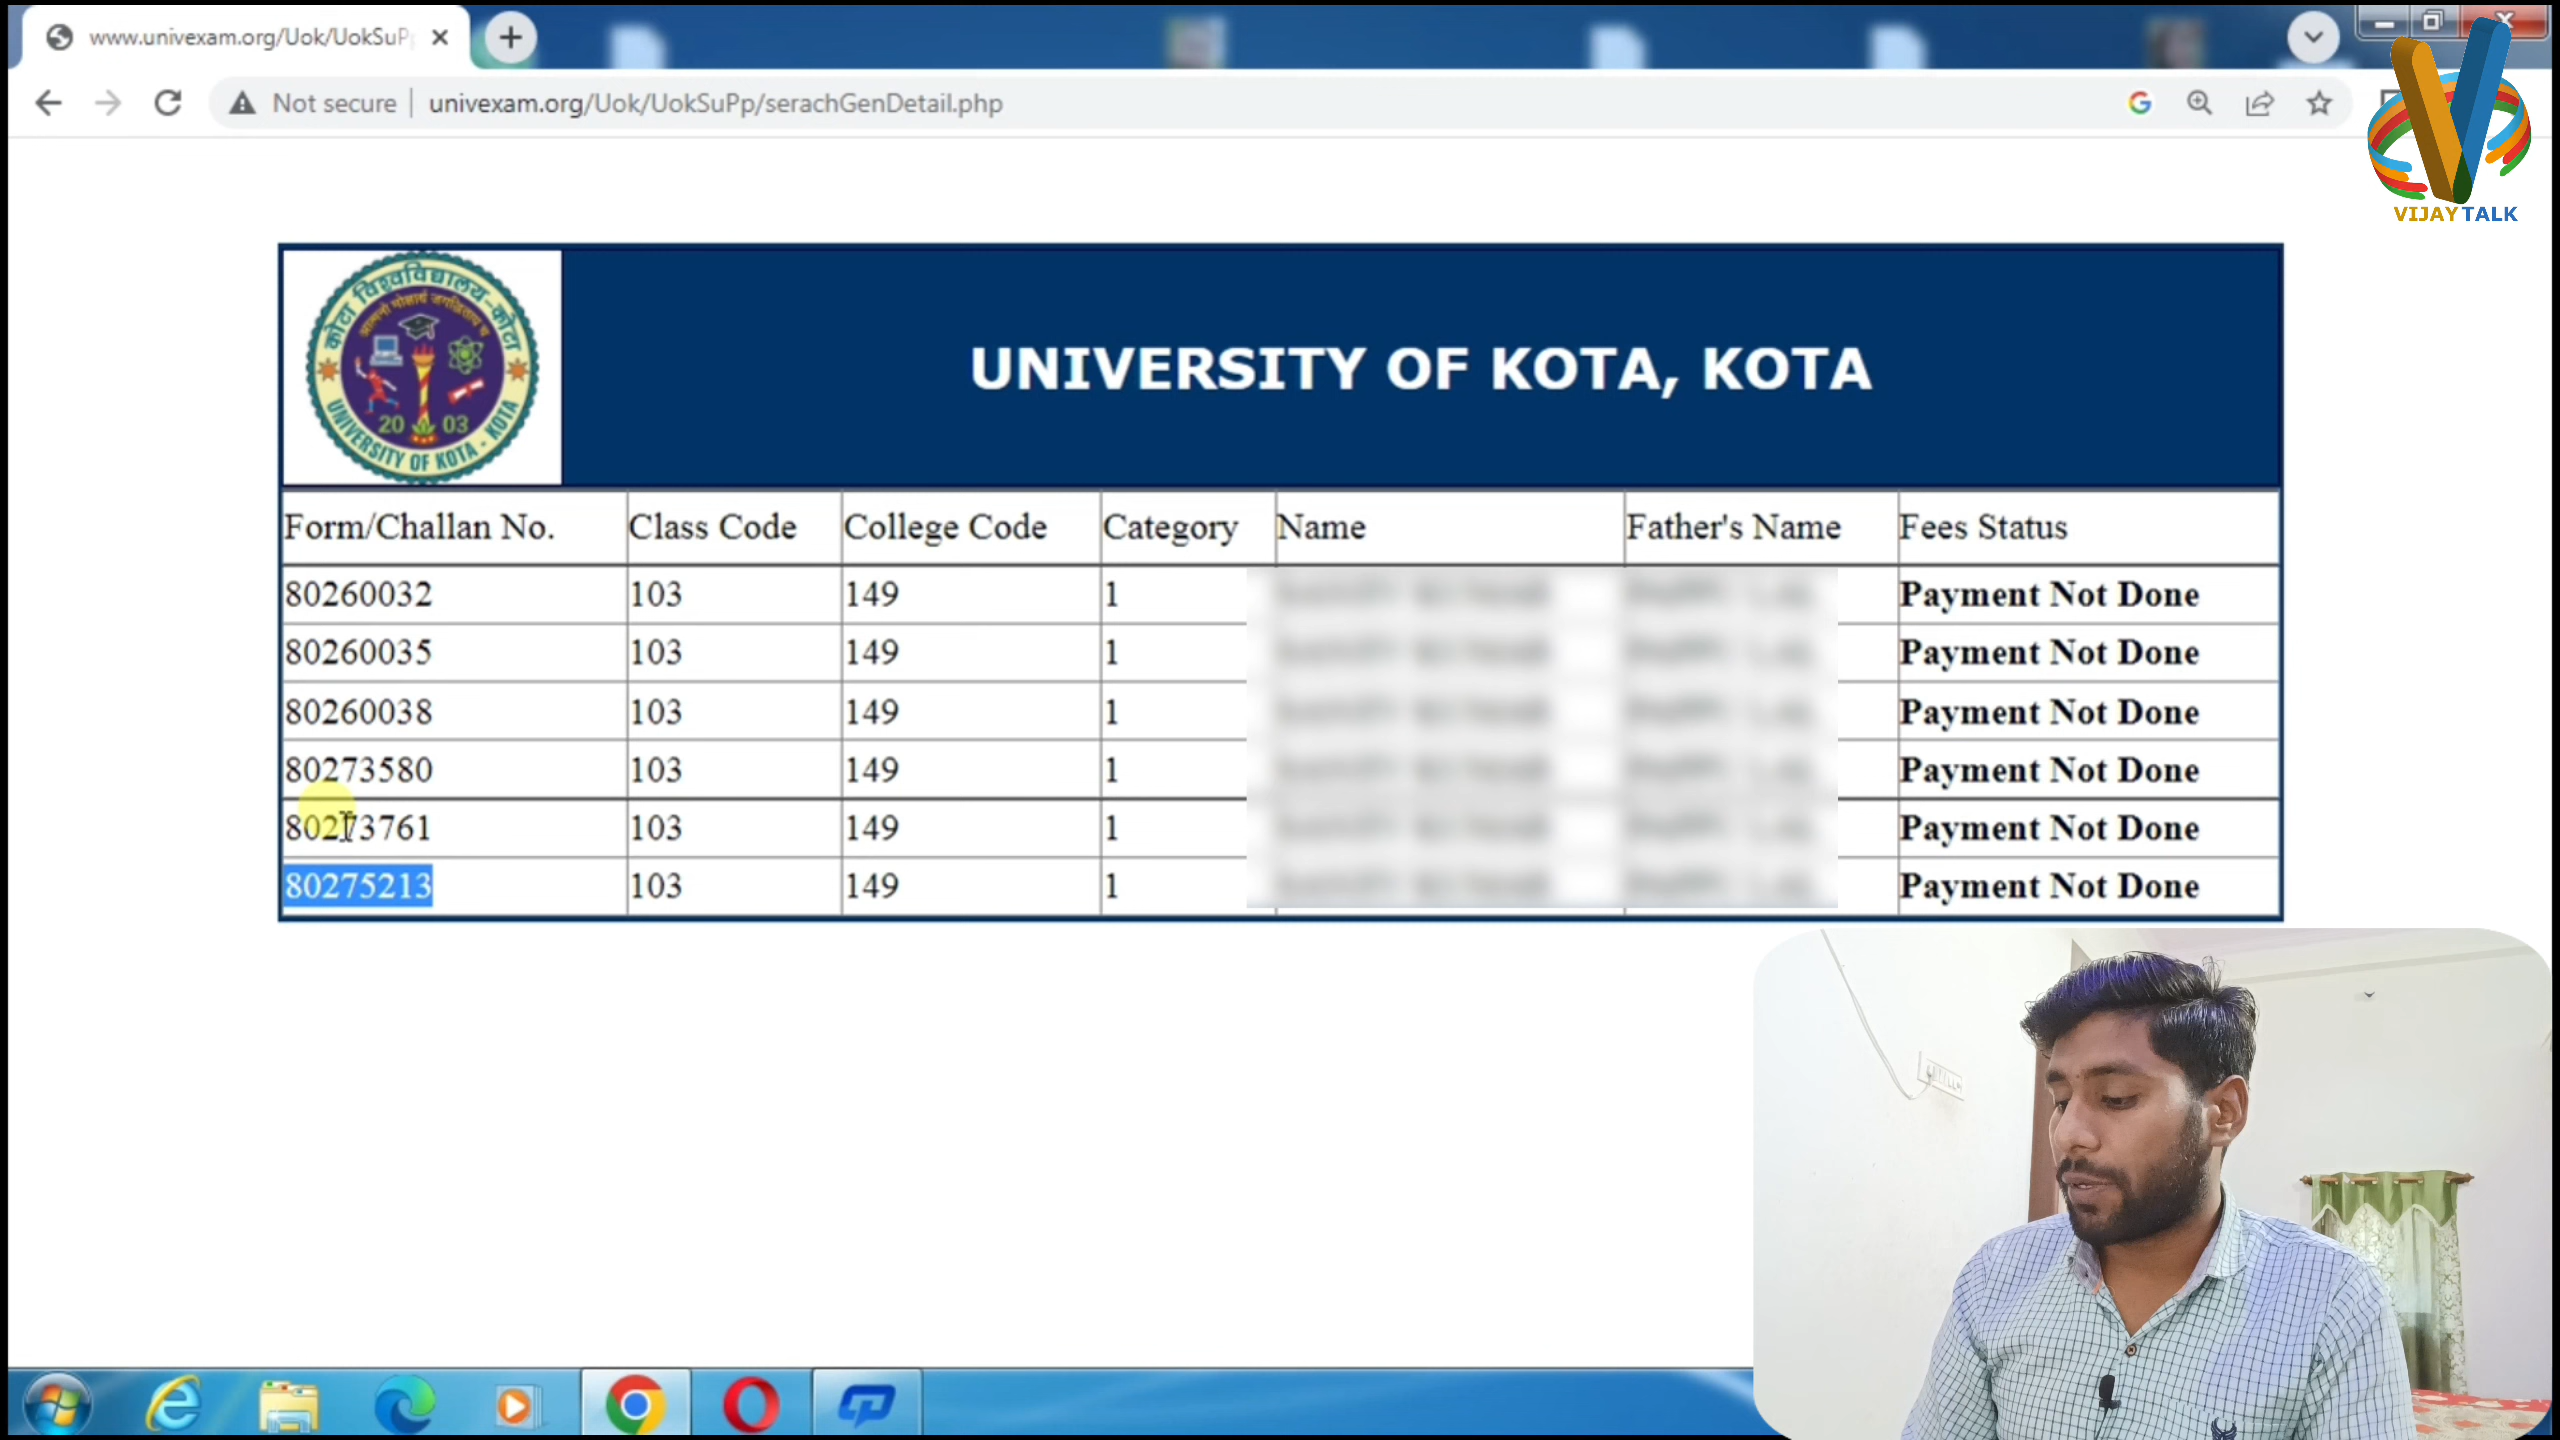 www.univexam.org/Uok/UokSuP
Not secure
univexam.org/Uok/UokSuPp/serachGenDetail.php
VIJAY TALK
कोटा विश्वविद्यालय-कोटा
20 03
UNIVERSITY OF KOTA - KOTA
UNIVERSITY OF KOTA, KOTA
Form/Challan No. Class Code College Code Category Name Father's Name Fees Status
80260032 103 149 1 Payment Not Done
80260035 103 149 1 Payment Not Done
80260038 103 149 1 Payment Not Done
80273580 103 149 1 Payment Not Done
80273761 103 149 1 Payment Not Done
80275213 103 149 1 Payment Not Done